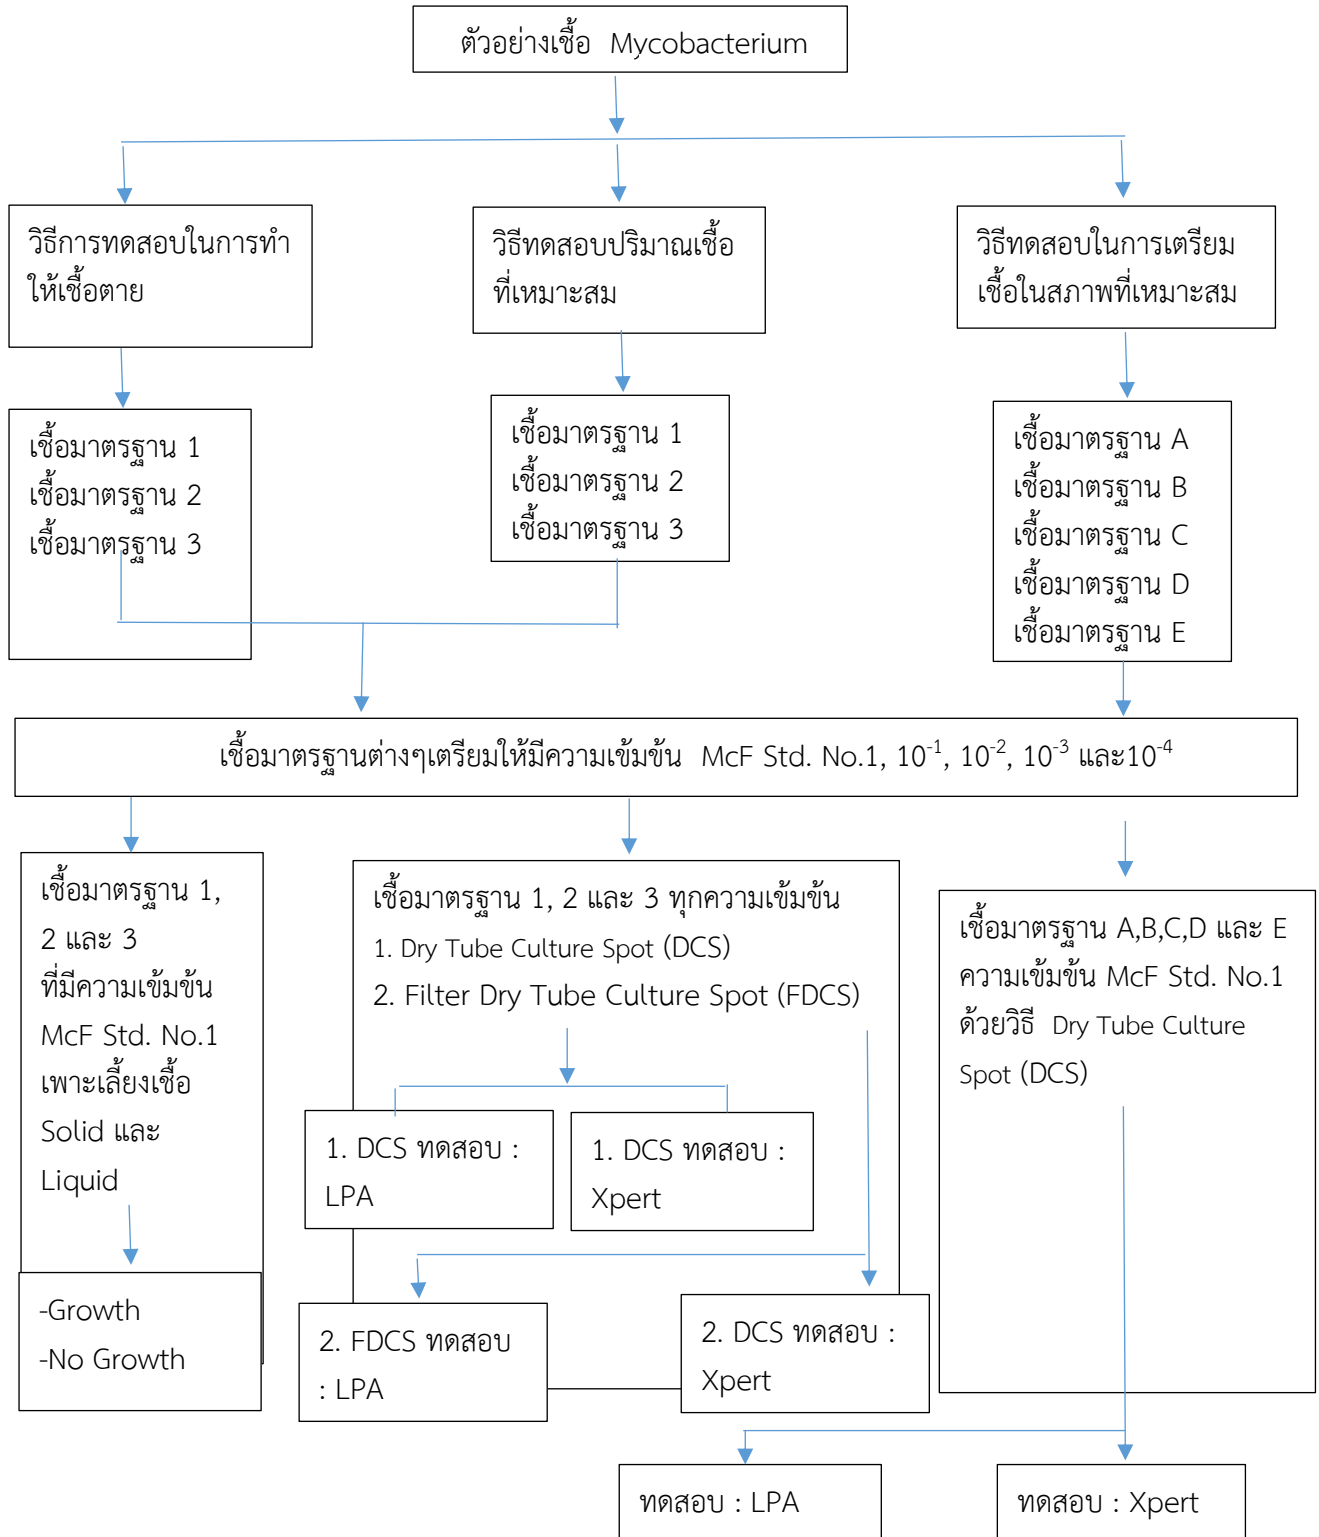 ตัวอย่างเชื้อ Mycobacterium
วิธีการทดสอบในการทำ
ให้เชื้อตาย
วิธีทดสอบปริมาณเชื้อ
ที่เหมาะสม
วิธีทดสอบในการเตรียม
เชื้อในสภาพที่เหมาะสม
เชื้อมาตรฐาน 1
เชื้อมาตรฐาน 2
เชื้อมาตรฐาน 3
เชื้อมาตรฐาน 1
เชื้อมาตรฐาน 2
เชื้อมาตรฐาน 3
เชื้อมาตรฐาน A
เชื้อมาตรฐาน B
เชื้อมาตรฐาน C
เชื้อมาตรฐาน D
เชื้อมาตรฐาน E
เชื้อมาตรฐานต่างๆเตรียมให้มีความเข้มข้น McF Std. No.1, 10⁻¹, 10⁻², 10⁻³ และ10⁻⁴
เชื้อมาตรฐาน 1,
2 และ 3
ที่มีความเข้มข้น
McF Std. No.1
เพาะเลี้ยงเชื้อ
Solid และ
Liquid
-Growth
-No Growth
เชื้อมาตรฐาน 1, 2 และ 3 ทุกความเข้มข้น
1. Dry Tube Culture Spot (DCS)
2. Filter Dry Tube Culture Spot (FDCS)
1. DCS ทดสอบ :
LPA
1. DCS ทดสอบ :
Xpert
2. FDCS ทดสอบ
: LPA
2. DCS ทดสอบ :
Xpert
เชื้อมาตรฐาน A,B,C,D และ E
ความเข้มข้น McF Std. No.1
ด้วยวิธี Dry Tube Culture
Spot (DCS)
ทดสอบ : LPA
ทดสอบ : Xpert